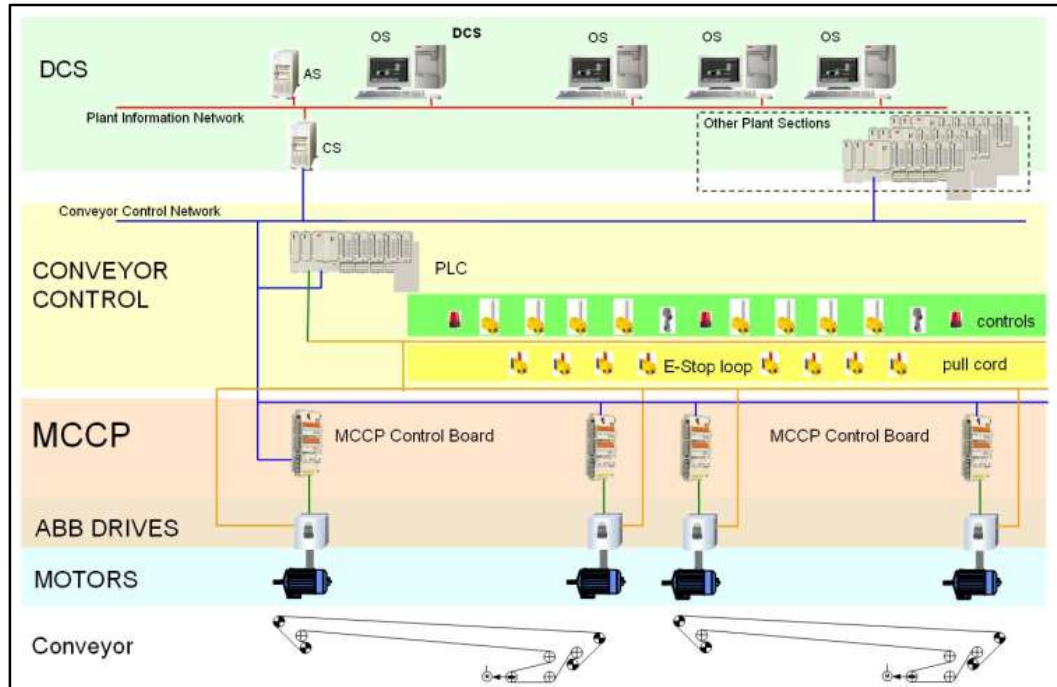 OS
DCS
OS
OS
OS
DCS
AS
Plant Information Network
Other Plant Sections
CS
Conveyor Control Network
CONVEYOR
CONTROL
PLC
controls
E-Stop loop
pull cord
MCCP
MCCP Control Board
MCCP Control Board
ABB DRIVES
MOTORS
Conveyor